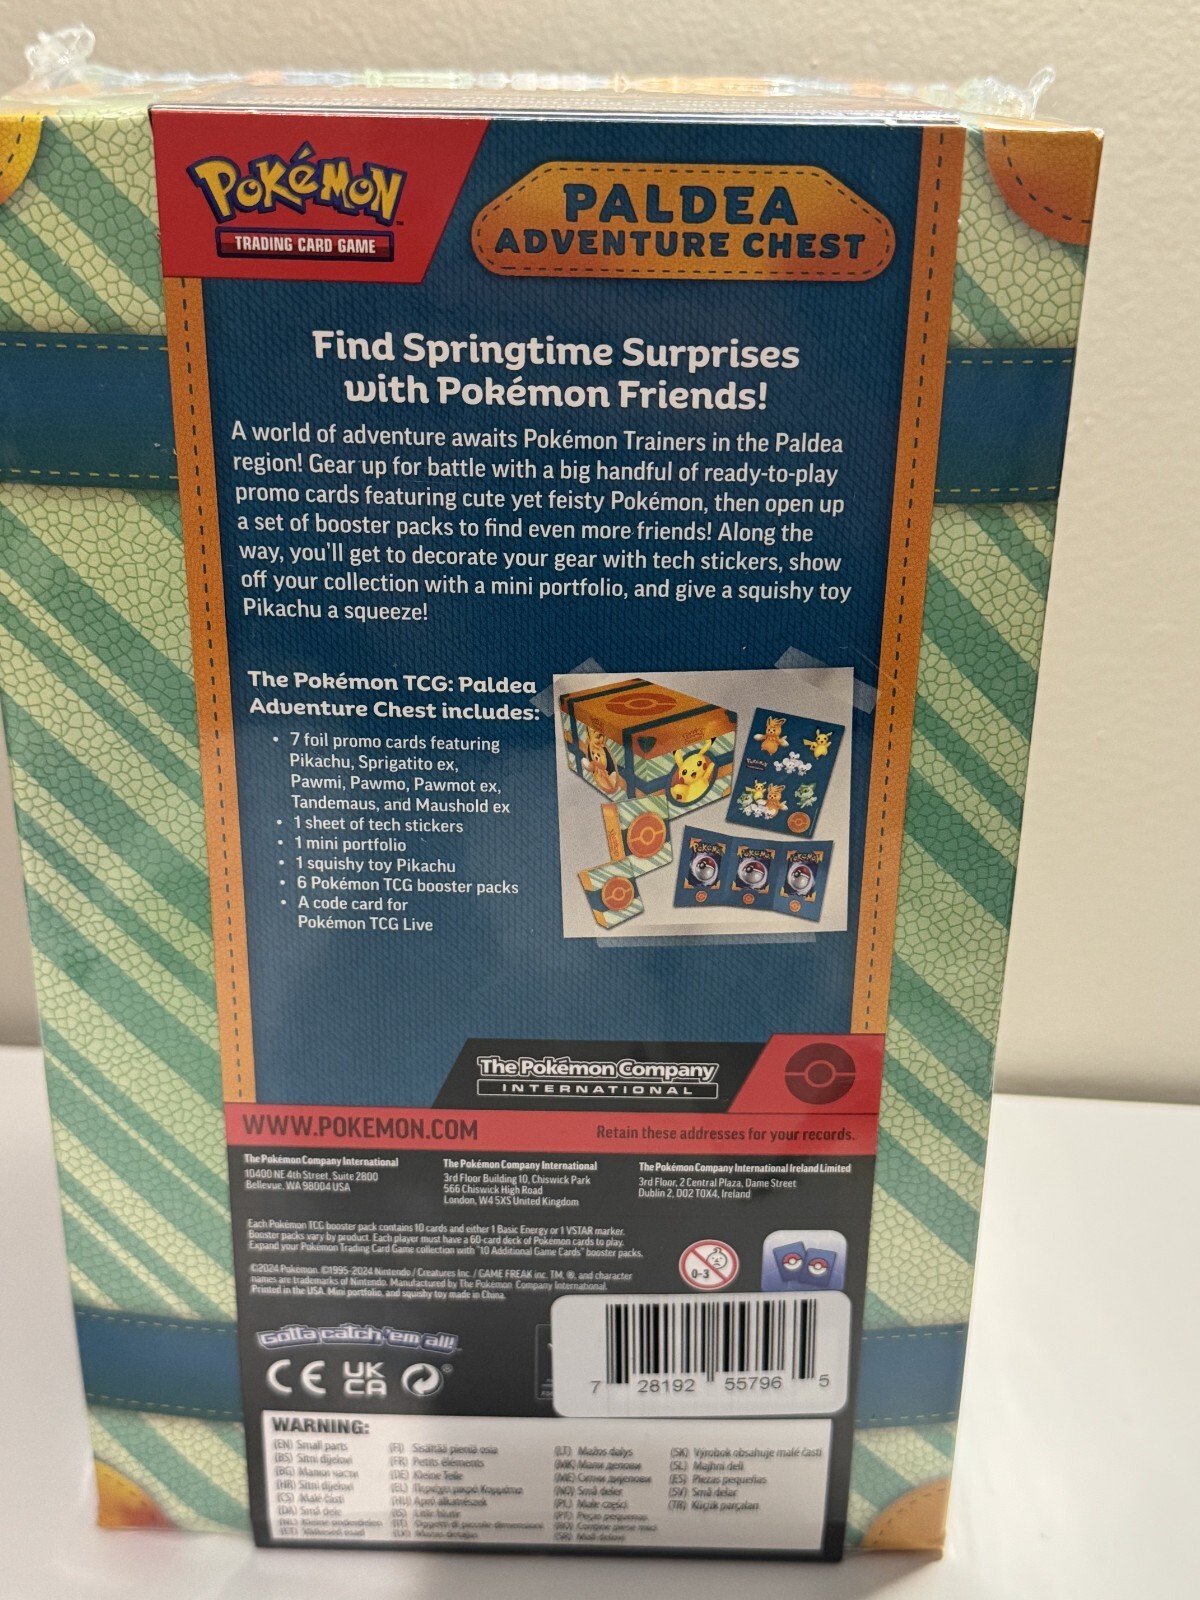 Pokémon
TRADING CARD GAME
PALDEA
ADVENTURE CHEST
Find Springtime Surprises
with Pokémon Friends!
A world of adventure awaits Pokémon Trainers in the Paldea
region! Gear up for battle with a big handful of ready-to-play
promo cards featuring cute yet feisty Pokémon, then open up
a set of booster packs to find even more friends! Along the
way, you'll get to decorate your gear with tech stickers, show
off your collection with a mini portfolio, and give a squishy toy
Pikachu a squeeze!
The Pokémon TCG: Paldea
Adventure Chest includes:
• 7 foil promo cards featuring
Pikachu, Sprigatito ex,
Pawmi, Pawmo, Pawmot ex,
Tandemaus, and Maushold ex
• 1 sheet of tech stickers
• 1 mini portfolio
• 1 squishy toy Pikachu
• 6 Pokémon TCG booster packs
• A code card for
Pokémon TCG Live
The Pokémon Company
INTERNATIONAL
WWW.POKEMON.COM
Retain these addresses for your records.
The Pokémon Company International
10400 NE 4th Street, Suite 2800
Bellevue, WA 98004 USA
The Pokémon Company International
3rd Floor Building 10, Chiswick Park
566 Chiswick High Road
London, W4 5XS United Kingdom
The Pokémon Company International Ireland Limited
3rd Floor, 2 Central Plaza, Dame Street
Dublin 2, D02 T0X4, Ireland
Each Pokémon TCG booster pack contains 10 cards and either 1 Basic Energy or 1 VSTAR marker.
Booster packs vary by product. Each player must have a 60-card deck of Pokémon cards to play.
Expand your Pokémon Trading Card Game collection with "10 Additional Game Cards" booster packs.
©2024 Pokémon. ©1995-2024 Nintendo / Creatures Inc. / GAME FREAK inc. TM, ®, and character
names are trademarks of Nintendo. Manufactured by The Pokémon Company International.
Printed in the USA. Mini portfolio, and squishy toy made in China.
0-3
Gotta catch 'em all!
CE UK
CA
7 28192 55796 5
WARNING:
(EN) Small parts
(BS) Sitni dijelovi
(BG) Малки части
(HR) Sitni dijelovi
(CS) Malé části
(DA) Små dele
(FI) Sisältää pieniä osia
(FR) Petits éléments
(DE) Kleine Teile
(HU) Apró alkatrészek
(IT) Oggetti di piccole dimensioni
(LT) Mažos dalys
(NO) Små deler
(PL) Małe części
(PT) Peças pequenas
(SK) Výrobok obsahuje malé časti
(SL) Majhni deli
(ES) Piezas pequeñas
(SV) Små delar
(TR) Küçük parçaları